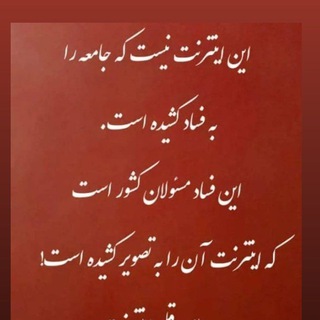 این اینترنت نیست که جامعه را
به فساد کشیده است.
این فساد مسئولان کشور است
که اینترنت آن را به تصویر کشیده است!